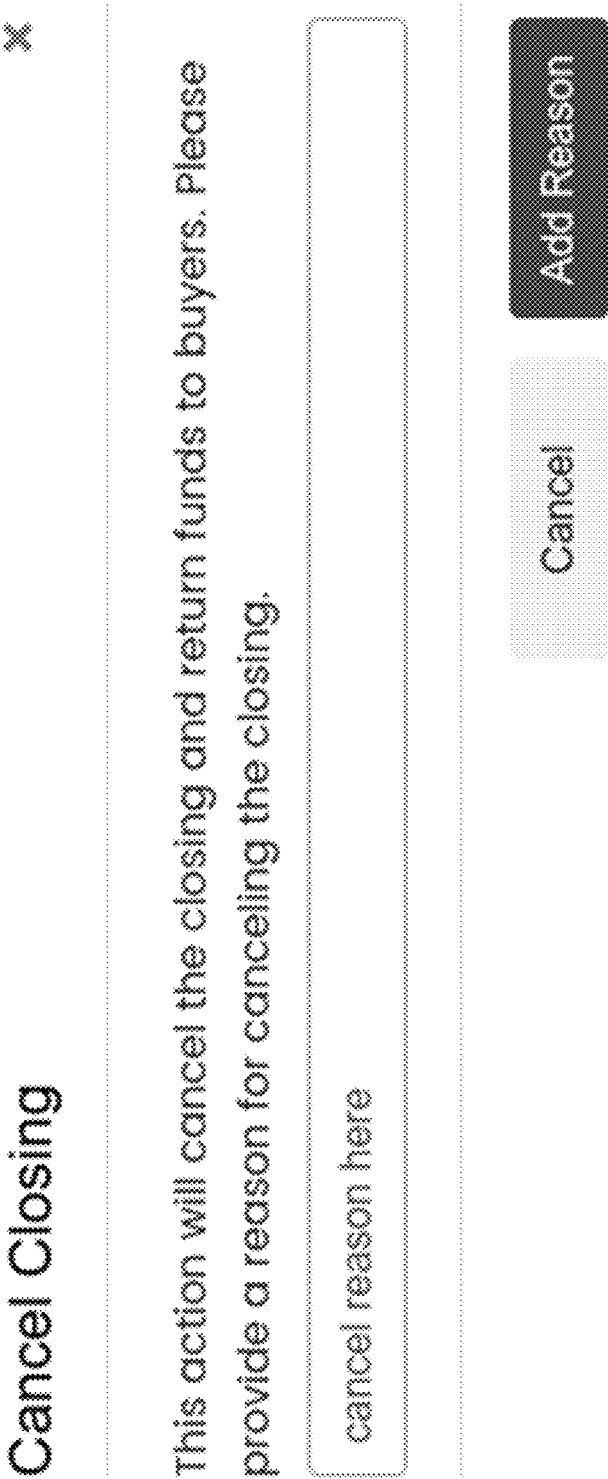 Cancel Closing
×
This action will cancel the closing and return funds to buyers. Please
provide a reason for canceling the closing.
cancel reason here
Cancel
Add Reason